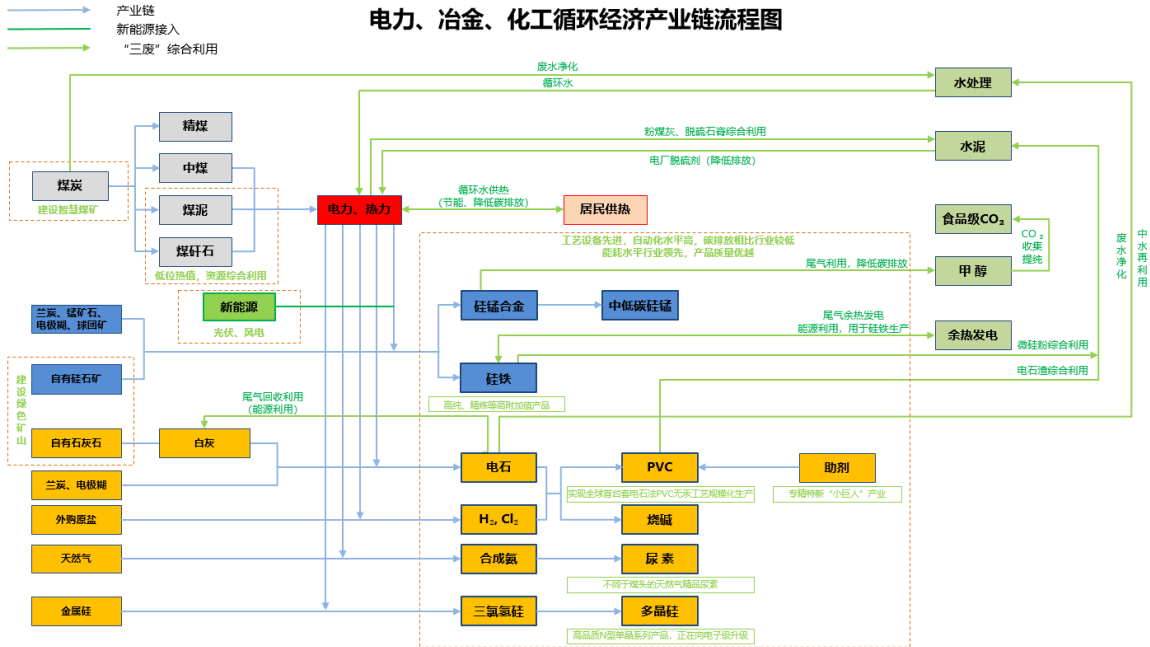 电力、冶金、化工循环经济产业链流程图
产业链
新能源接入
“三废”综合利用
废水净化
循环水
水处理
精煤
粉煤灰、脱硫石膏综合利用
水泥
电厂脱硫剂（降低排放）
中煤
煤炭
建设智慧煤矿
循环水供热
（节能、降低碳排放）
煤泥
电力、热力
居民供热
食品级CO₂
煤矸石
低位热值，资源综合利用
工艺设备先进，自动化水平高，碳排放相比行业较低
能耗水平行业领先，产品质量优越
CO₂
收集
提纯
废水净化
中水再利用
尾气利用，降低碳排放
甲 醇
新能源
光伏、风电
硅锰合金
中低碳硅锰
兰炭、锰矿石、
电极糊、球团矿
尾气余热发电
能源利用，用于硅铁生产
余热发电
微硅粉综合利用
建设绿色矿山
自有硅石矿
硅铁
电石渣综合利用
高纯、精炼等高附加值产品
尾气回收利用
（能源利用）
自有石灰石
白灰
电石
PVC
助剂
兰炭、电极糊
实现全球首台套电石法PVC无汞工艺规模化生产
专精特新“小巨人”产业
外购原盐
H₂, Cl₂
烧碱
天然气
合成氨
尿 素
不同于煤头的天然气精品尿素
金属硅
三氯氢硅
多晶硅
高品质N型单晶系列产品，正在向电子级升级